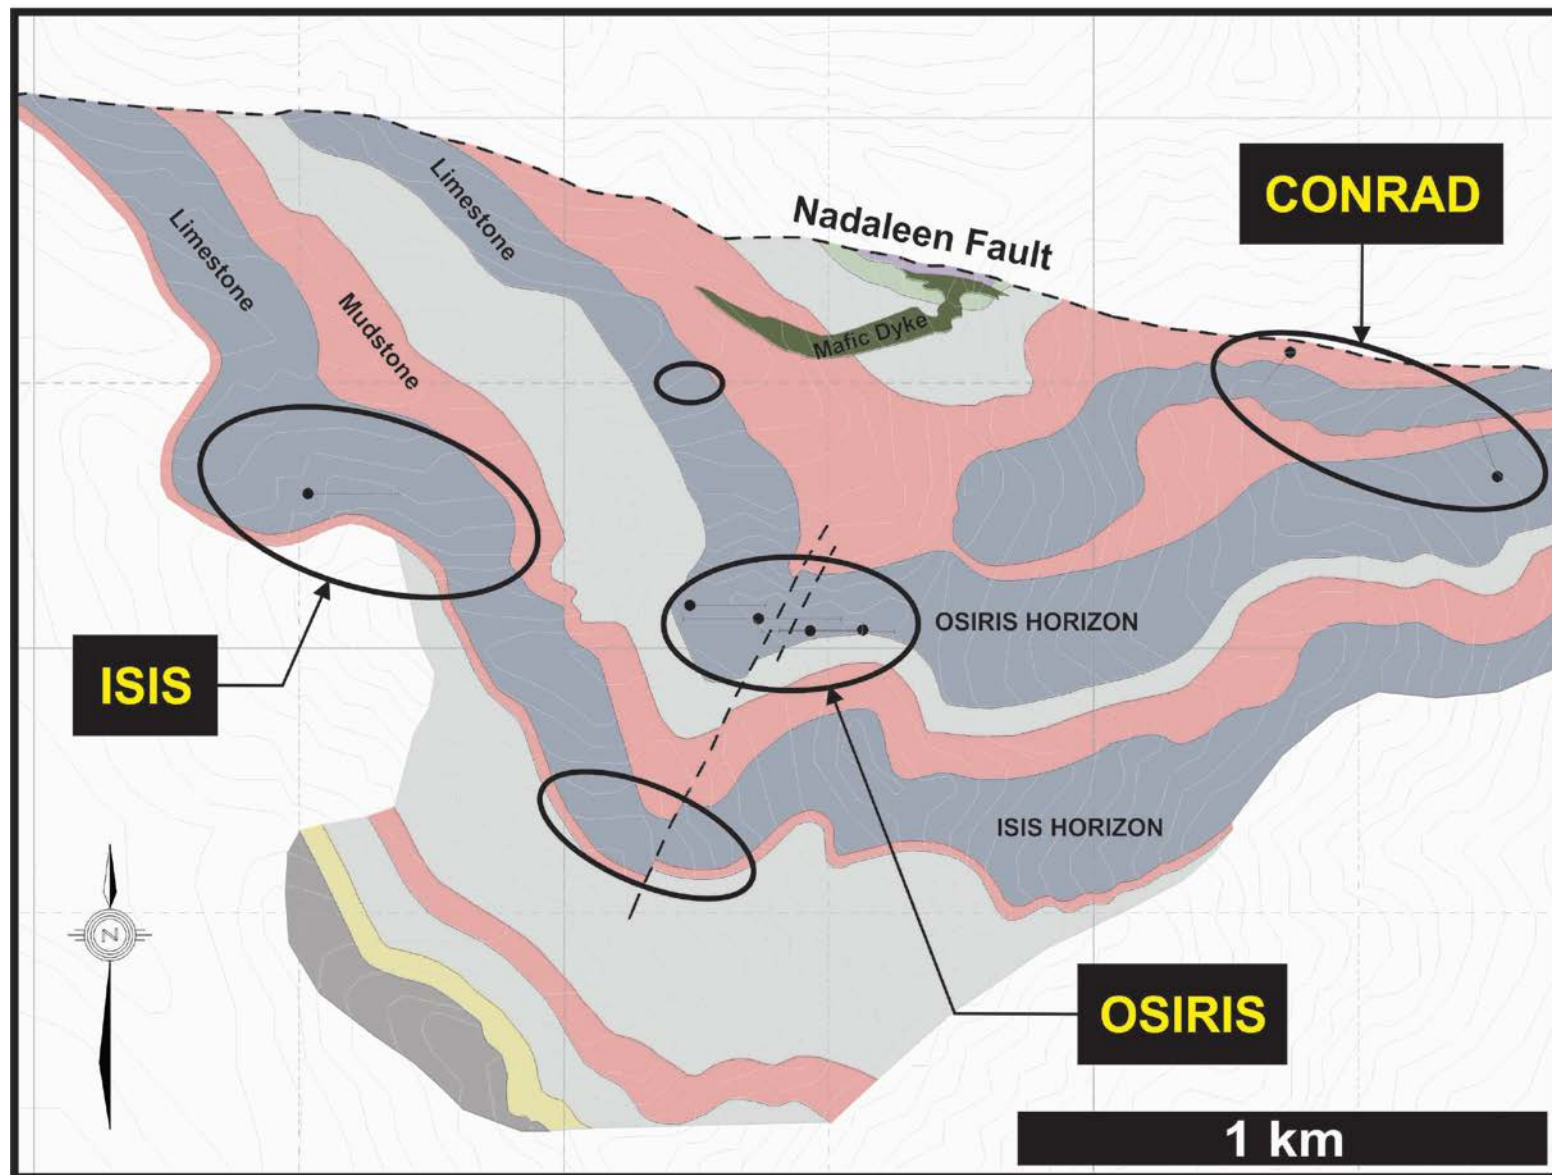 CONRAD
Nadaleen Fault
Limestone
Limestone
Mafic Dyke
Mudstone
OSIRIS HORIZON
ISIS
ISIS HORIZON
N
OSIRIS
1 km